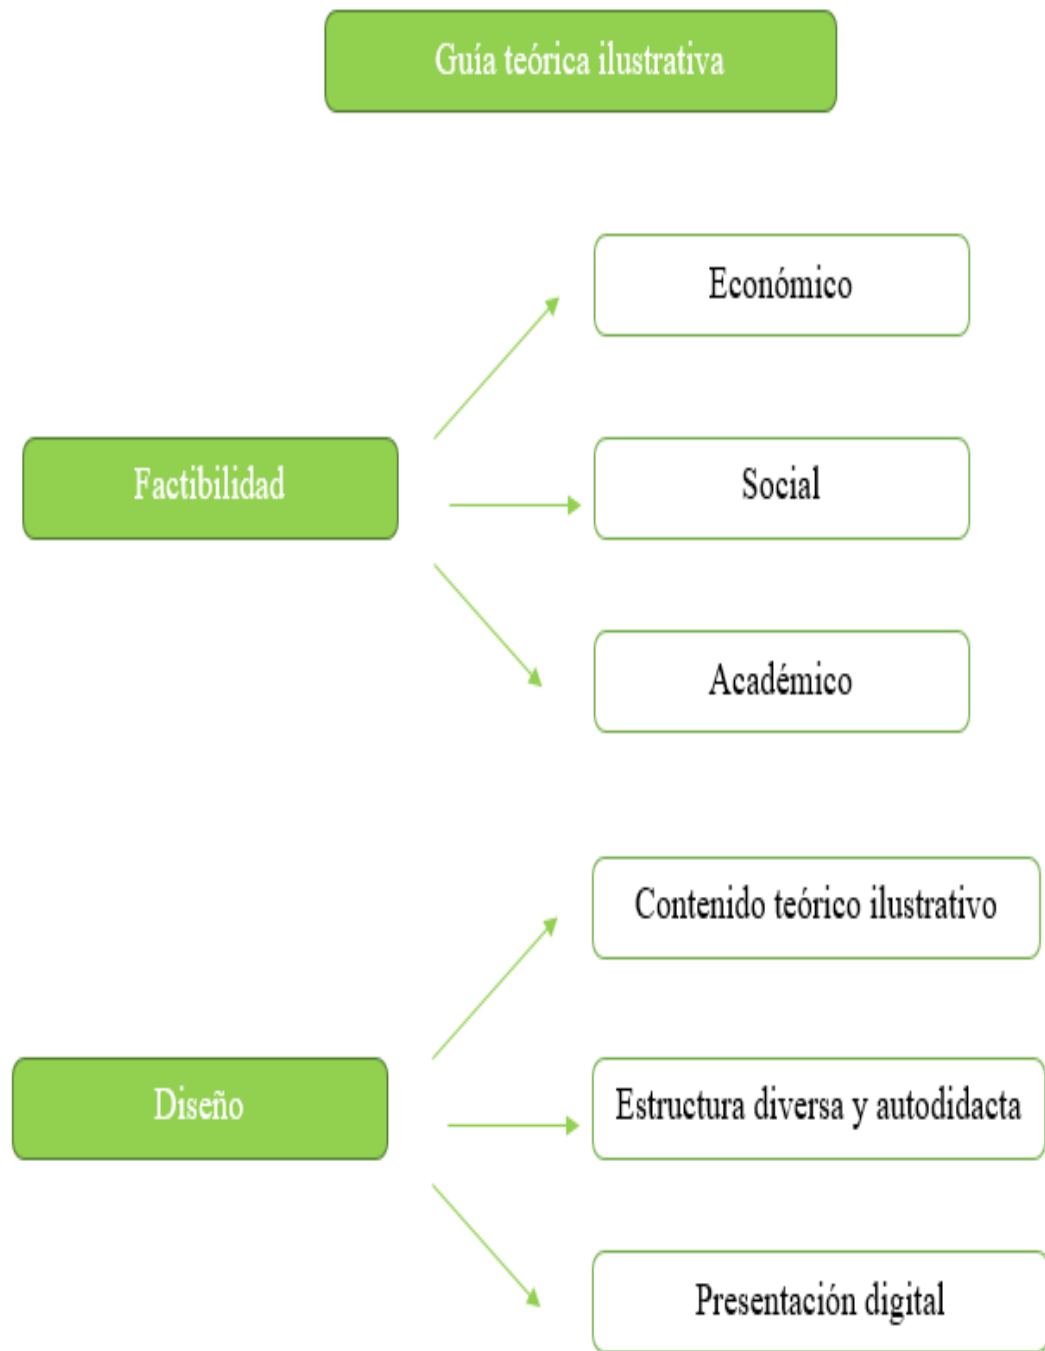 Guía teórica ilustrativa
Económico
Factibilidad
Social
Académico
Contenido teórico ilustrativo
Diseño
Estructura diversa y autodidacta
Presentación digital